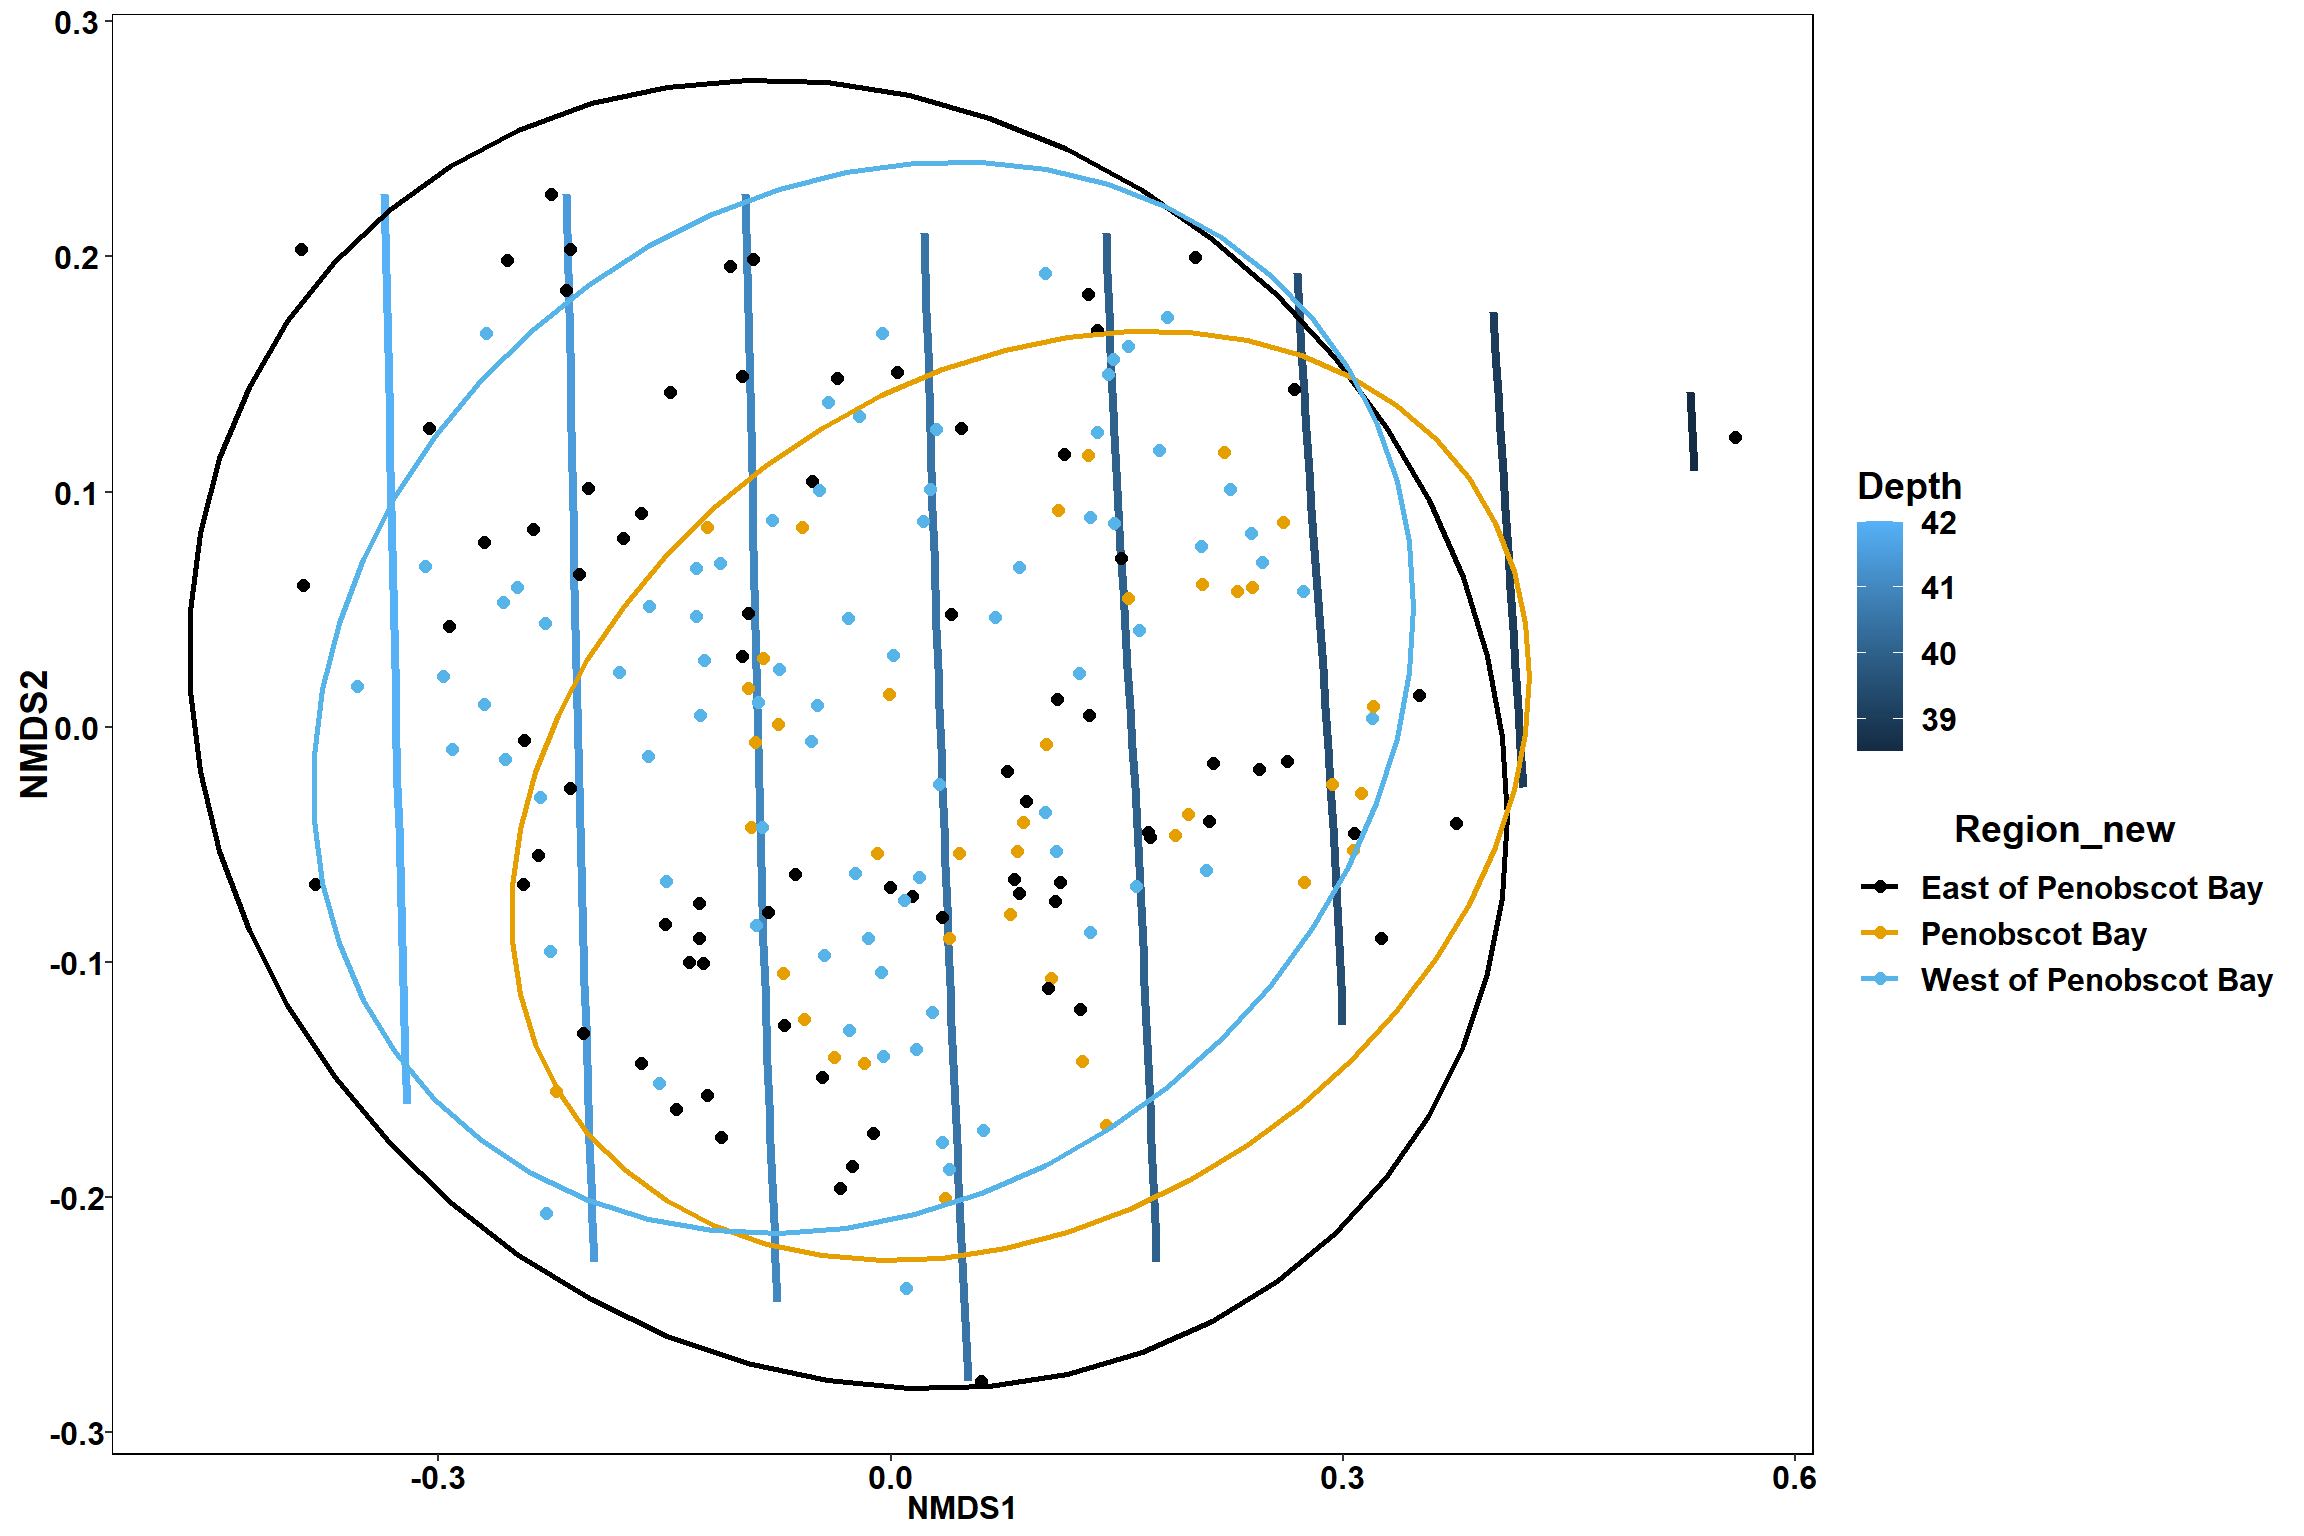 0.3
0.2
0.1
0.0
-0.1
-0.2
-0.3
NMDS2
-0.3
0.0
0.3
0.6
NMDS1
Depth
42
41
40
39
Region_new
East of Penobscot Bay
Penobscot Bay
West of Penobscot Bay